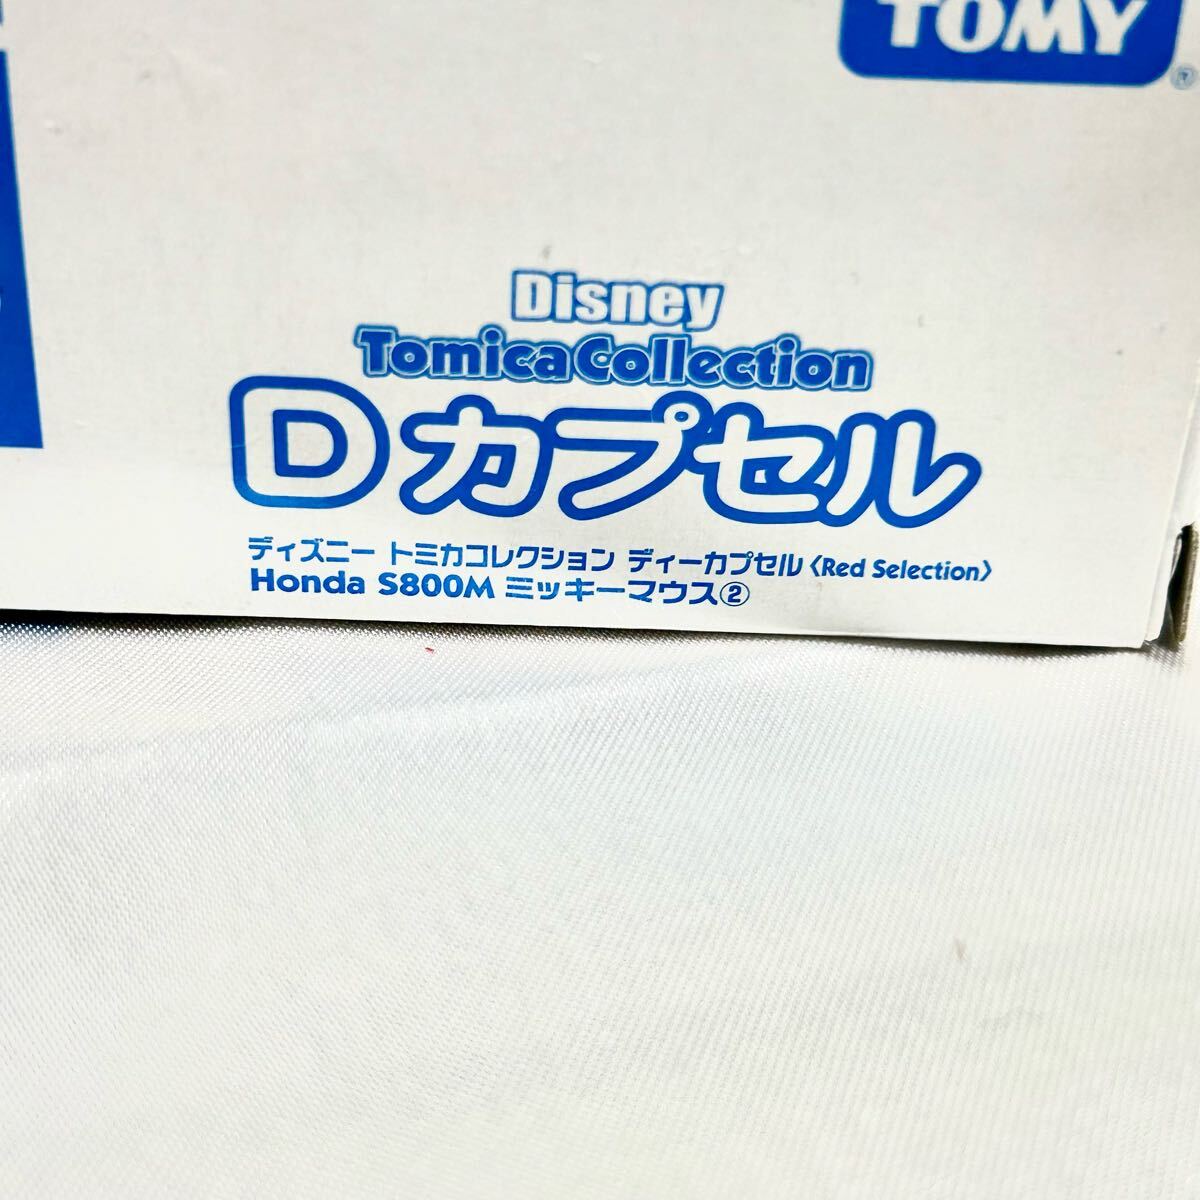 TOMY
®
Disney
TomicaCollection
Dカプセル
ディズニー トミカコレクション ディーカプセル〈Red Selection〉
Honda S800M ミッキーマウス②